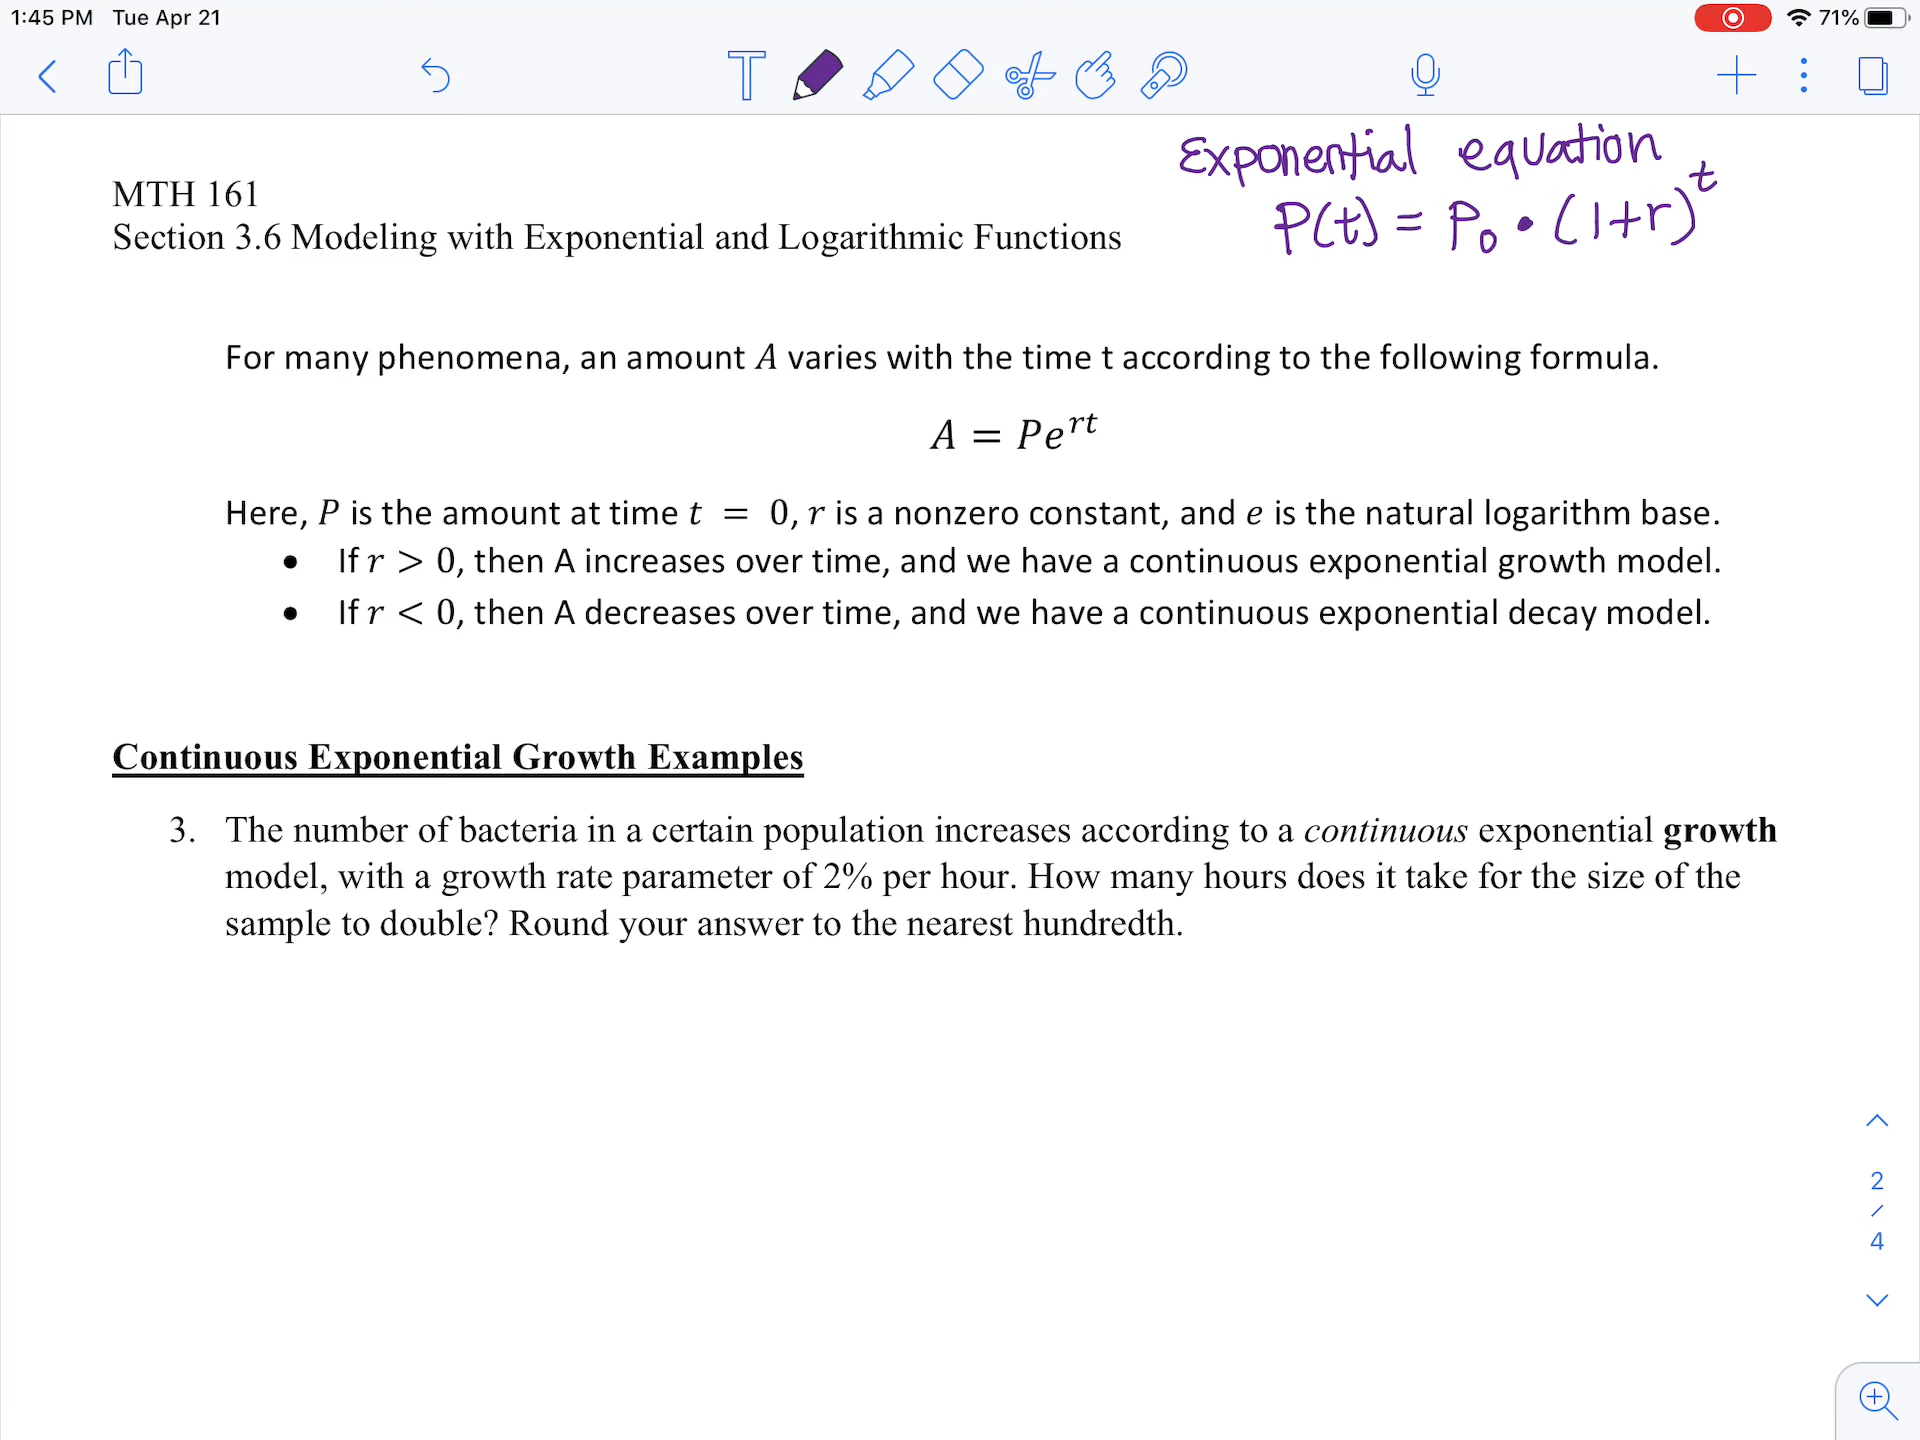 1:45 PM Tue Apr 21
71%
T
Exponential equation
P(t) = P₀ • (1+r)ᵗ
MTH 161
Section 3.6 Modeling with Exponential and Logarithmic Functions
For many phenomena, an amount A varies with the time t according to the following formula.
A = Peʳᵗ
Here, P is the amount at time t = 0, r is a nonzero constant, and e is the natural logarithm base.
• If r > 0, then A increases over time, and we have a continuous exponential growth model.
• If r < 0, then A decreases over time, and we have a continuous exponential decay model.
Continuous Exponential Growth Examples
3. The number of bacteria in a certain population increases according to a continuous exponential growth
model, with a growth rate parameter of 2% per hour. How many hours does it take for the size of the
sample to double? Round your answer to the nearest hundredth.
2
/
4